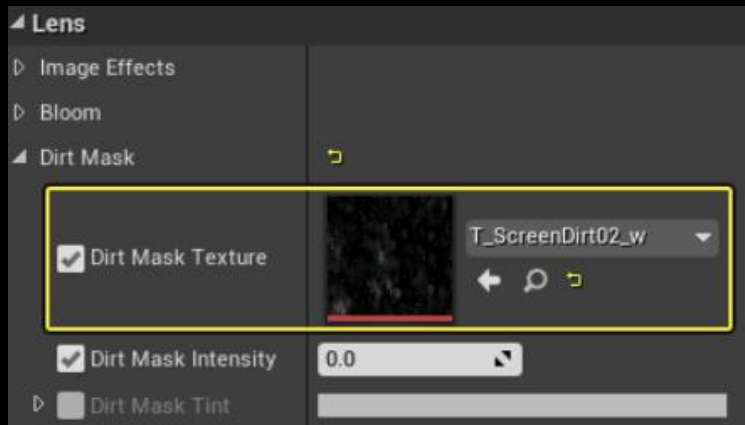 Lens
Image Effects
Bloom
Dirt Mask
Dirt Mask Texture
T_ScreenDirt02_w
Dirt Mask Intensity
0.0
Dirt Mask Tint